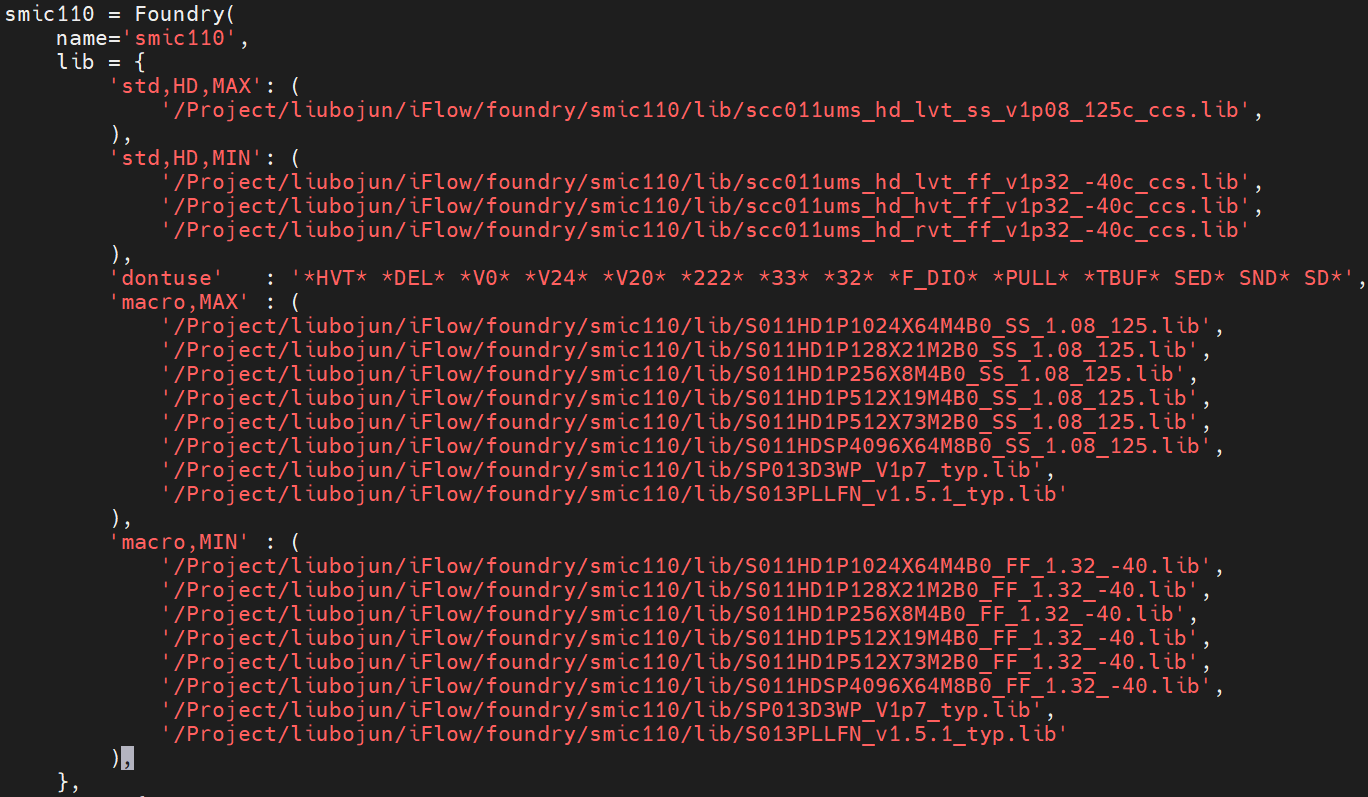 smic110 = Foundry(
    name='smic110',
    lib = {
        'std,HD,MAX': (
            '/Project/liubojun/iFlow/foundry/smic110/lib/scc011ums_hd_lvt_ss_v1p08_125c_ccs.lib',
        ),
        'std,HD,MIN': (
            '/Project/liubojun/iFlow/foundry/smic110/lib/scc011ums_hd_lvt_ff_v1p32_-40c_ccs.lib',
            '/Project/liubojun/iFlow/foundry/smic110/lib/scc011ums_hd_hvt_ff_v1p32_-40c_ccs.lib',
            '/Project/liubojun/iFlow/foundry/smic110/lib/scc011ums_hd_rvt_ff_v1p32_-40c_ccs.lib'
        ),
        'dontuse'   : '*HVT* *DEL* *V0* *V24* *V20* *222* *33* *32* *F_DIO* *PULL* *TBUF* SED* SND* SD*',
        'macro,MAX' : (
            '/Project/liubojun/iFlow/foundry/smic110/lib/S011HD1P1024X64M4B0_SS_1.08_125.lib',
            '/Project/liubojun/iFlow/foundry/smic110/lib/S011HD1P128X21M2B0_SS_1.08_125.lib',
            '/Project/liubojun/iFlow/foundry/smic110/lib/S011HD1P256X8M4B0_SS_1.08_125.lib',
            '/Project/liubojun/iFlow/foundry/smic110/lib/S011HD1P512X19M4B0_SS_1.08_125.lib',
            '/Project/liubojun/iFlow/foundry/smic110/lib/S011HD1P512X73M2B0_SS_1.08_125.lib',
            '/Project/liubojun/iFlow/foundry/smic110/lib/S011HDSP4096X64M8B0_SS_1.08_125.lib',
            '/Project/liubojun/iFlow/foundry/smic110/lib/SP013D3WP_V1p7_typ.lib',
            '/Project/liubojun/iFlow/foundry/smic110/lib/S013PLLFN_v1.5.1_typ.lib'
        ),
        'macro,MIN' : (
            '/Project/liubojun/iFlow/foundry/smic110/lib/S011HD1P1024X64M4B0_FF_1.32_-40.lib',
            '/Project/liubojun/iFlow/foundry/smic110/lib/S011HD1P128X21M2B0_FF_1.32_-40.lib',
            '/Project/liubojun/iFlow/foundry/smic110/lib/S011HD1P256X8M4B0_FF_1.32_-40.lib',
            '/Project/liubojun/iFlow/foundry/smic110/lib/S011HD1P512X19M4B0_FF_1.32_-40.lib',
            '/Project/liubojun/iFlow/foundry/smic110/lib/S011HD1P512X73M2B0_FF_1.32_-40.lib',
            '/Project/liubojun/iFlow/foundry/smic110/lib/S011HDSP4096X64M8B0_FF_1.32_-40.lib',
            '/Project/liubojun/iFlow/foundry/smic110/lib/SP013D3WP_V1p7_typ.lib',
            '/Project/liubojun/iFlow/foundry/smic110/lib/S013PLLFN_v1.5.1_typ.lib'
        ),
    },